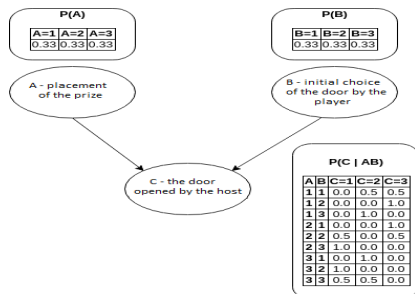 P(A)
A=1 A=2 A=3
0.33 0.33 0.33
P(B)
B=1 B=2 B=3
0.33 0.33 0.33
A - placement
of the prize
B - initial choice
of the door by the
player
C - the door
opened by the host
P(C | AB)
A B C=1 C=2 C=3
1 1 0.0 0.5 0.5
1 2 0.0 0.0 1.0
1 3 0.0 1.0 0.0
2 1 0.0 0.0 1.0
2 2 0.5 0.0 0.5
2 3 1.0 0.0 0.0
3 1 0.0 1.0 0.0
3 2 1.0 0.0 0.0
3 3 0.5 0.5 0.0